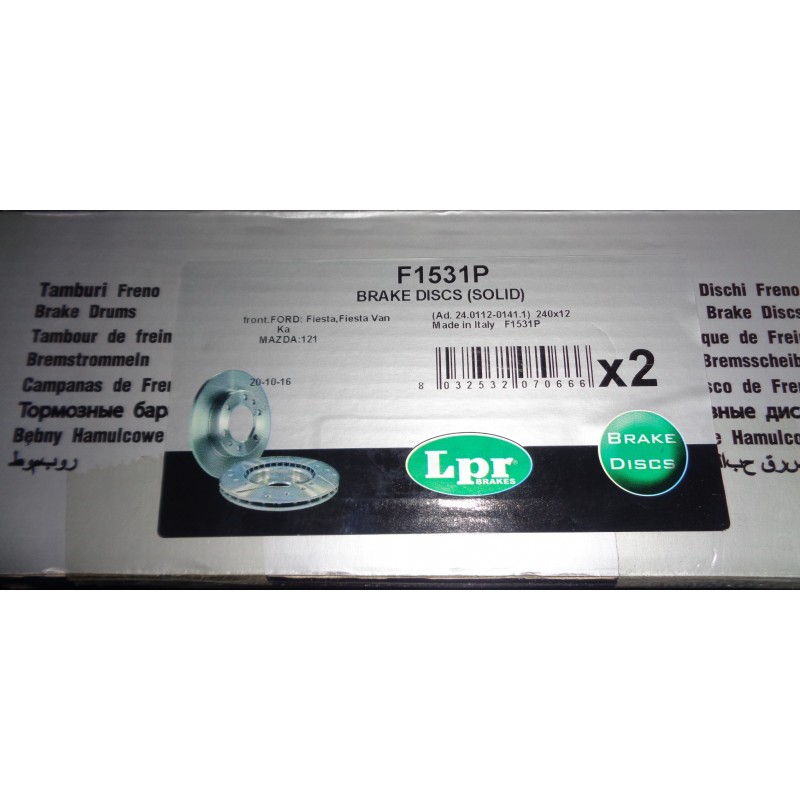 F1531P
BRAKE DISCS (SOLID)
front.FORD: Fiesta,Fiesta Van
Ka
MAZDA:121
(Ad. 24.0112-0141.1) 240x12
Made in Italy F1531P
20-10-16
8 032532 070666
x2
Lpr
BRAKES
BRAKE
DISCS
Tamburi Freno
Brake Drums
Tambour de frein
Bremstrommeln
Campanas de Fre
Тормозные бар
Bębny Hamulcowe
Dischi Freno
Brake Discs
que de Frei
Bremsscheib
sco de Fre
зные дис
Hamulco